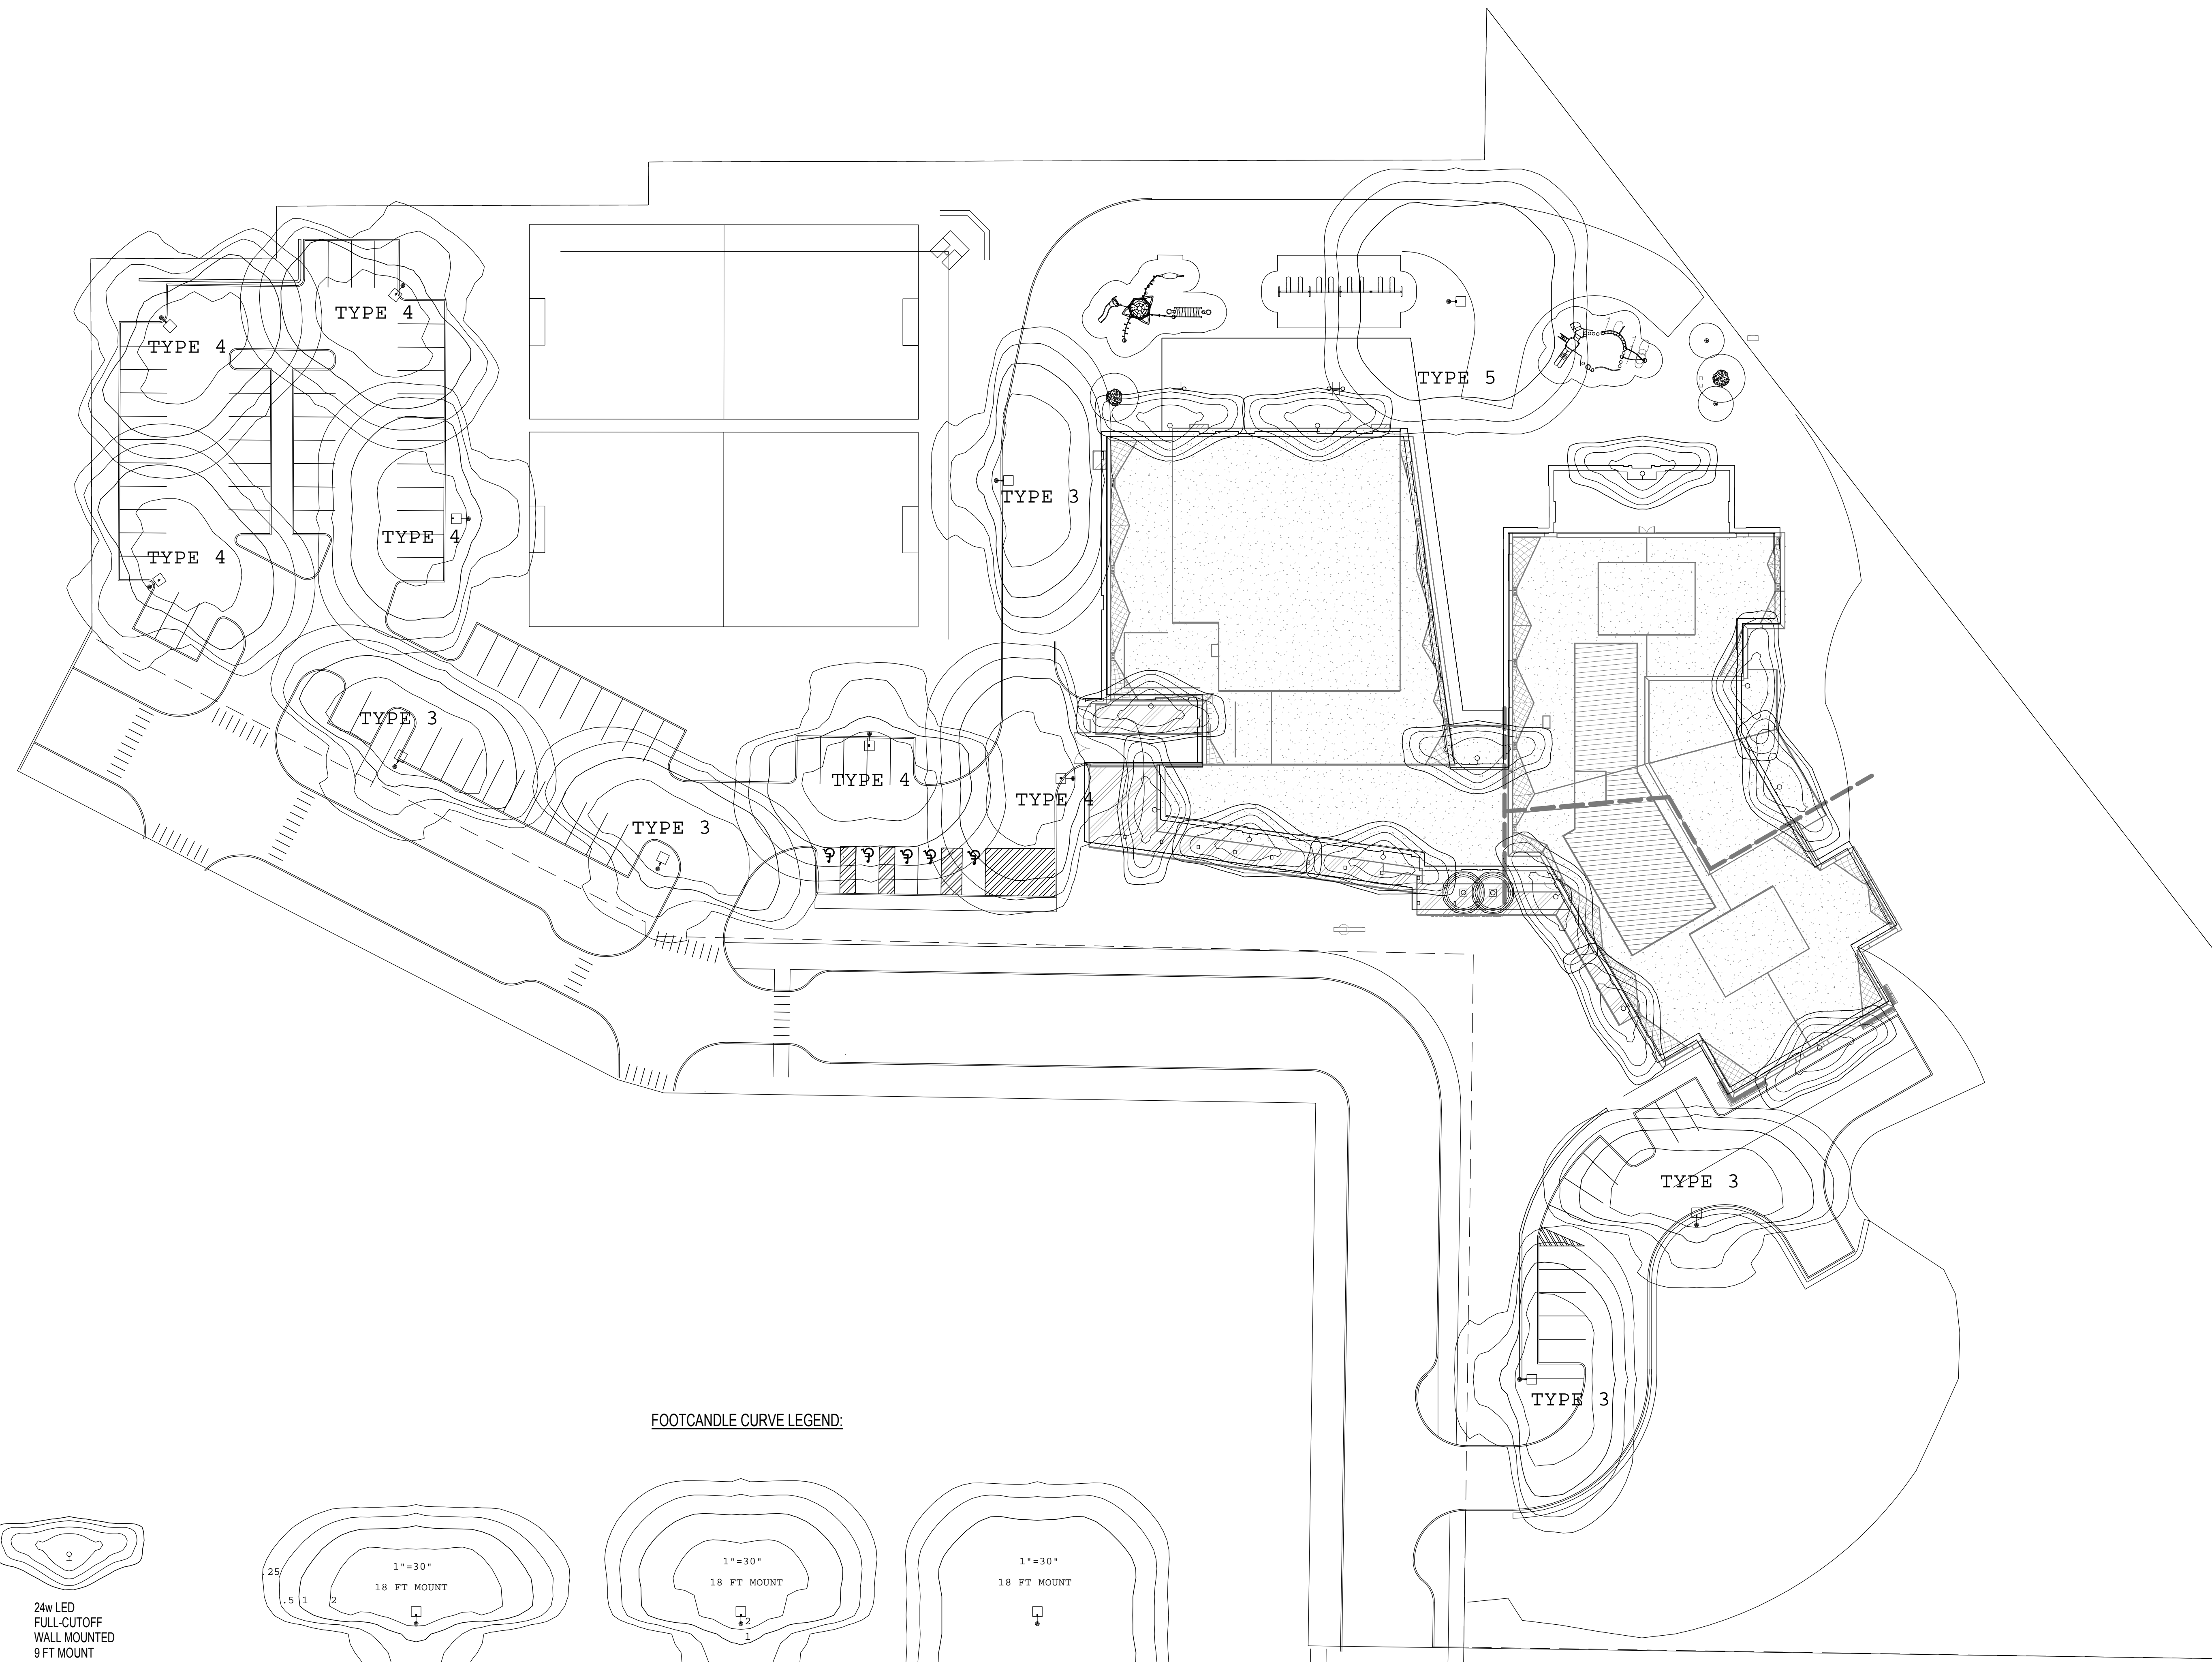 TYPE 4
TYPE 4
TYPE 5
TYPE 3
TYPE 4
TYPE 4
TYPE 3
TYPE 4
TYPE 4
TYPE 3
TYPE 3
TYPE 3
FOOTCANDLE CURVE LEGEND:
1"=30"
18 FT MOUNT
.25
.5
1
2
1"=30"
18 FT MOUNT
2
1
1"=30"
18 FT MOUNT
24w LED
FULL-CUTOFF
WALL MOUNTED
9 FT MOUNT